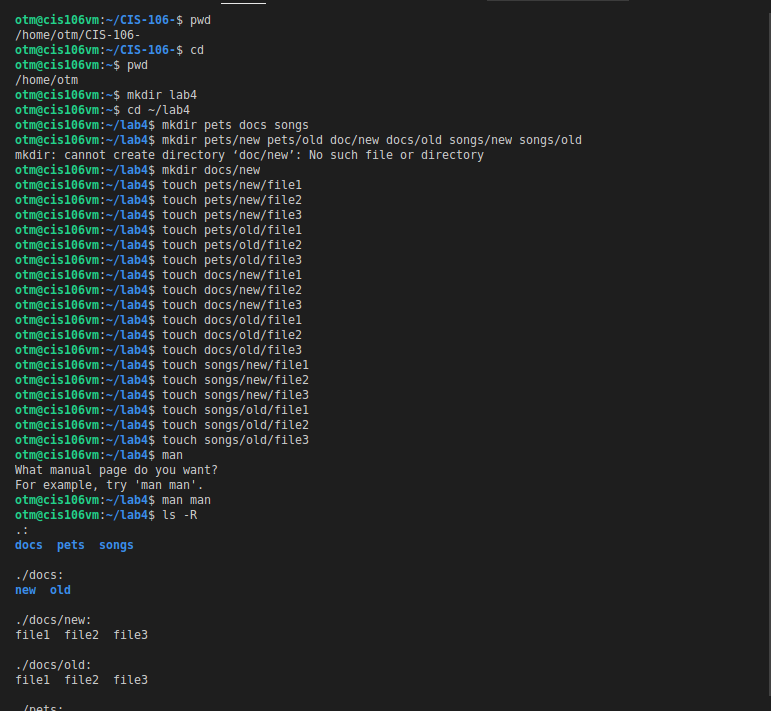 otm@cis106vm:~/CIS-106-$ pwd
/home/otm/CIS-106-
otm@cis106vm:~/CIS-106-$ cd
otm@cis106vm:~$ pwd
/home/otm
otm@cis106vm:~$ mkdir lab4
otm@cis106vm:~$ cd ~/lab4
otm@cis106vm:~/lab4$ mkdir pets docs songs
otm@cis106vm:~/lab4$ mkdir pets/new pets/old doc/new docs/old songs/new songs/old
mkdir: cannot create directory ‘doc/new’: No such file or directory
otm@cis106vm:~/lab4$ mkdir docs/new
otm@cis106vm:~/lab4$ touch pets/new/file1
otm@cis106vm:~/lab4$ touch pets/new/file2
otm@cis106vm:~/lab4$ touch pets/new/file3
otm@cis106vm:~/lab4$ touch pets/old/file1
otm@cis106vm:~/lab4$ touch pets/old/file2
otm@cis106vm:~/lab4$ touch pets/old/file3
otm@cis106vm:~/lab4$ touch docs/new/file1
otm@cis106vm:~/lab4$ touch docs/new/file2
otm@cis106vm:~/lab4$ touch docs/new/file3
otm@cis106vm:~/lab4$ touch docs/old/file1
otm@cis106vm:~/lab4$ touch docs/old/file2
otm@cis106vm:~/lab4$ touch docs/old/file3
otm@cis106vm:~/lab4$ touch songs/new/file1
otm@cis106vm:~/lab4$ touch songs/new/file2
otm@cis106vm:~/lab4$ touch songs/new/file3
otm@cis106vm:~/lab4$ touch songs/old/file1
otm@cis106vm:~/lab4$ touch songs/old/file2
otm@cis106vm:~/lab4$ touch songs/old/file3
otm@cis106vm:~/lab4$ man
What manual page do you want?
For example, try 'man man'.
otm@cis106vm:~/lab4$ man man
otm@cis106vm:~/lab4$ ls -R
.:
docs  pets  songs

./docs:
new  old

./docs/new:
file1  file2  file3

./docs/old:
file1  file2  file3

./pets: